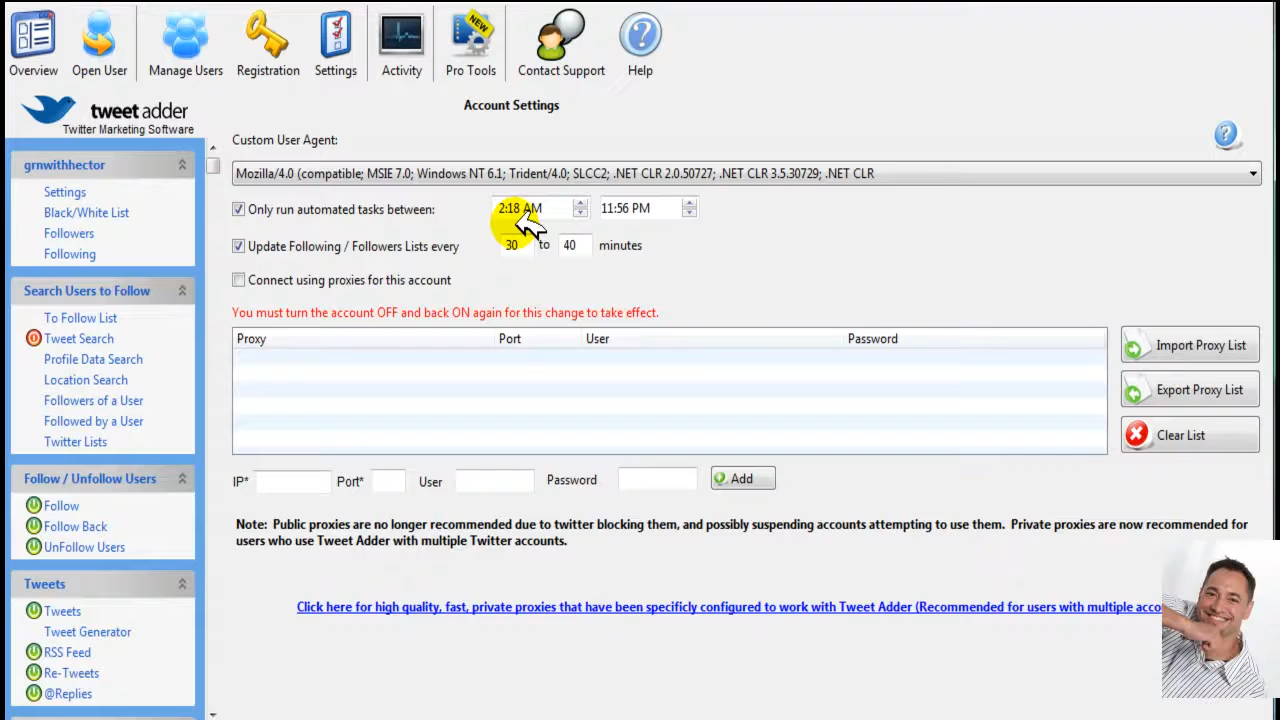 NEW
Overview
Open User
Manage Users
Registration
Settings
Activity
Pro Tools
Contact Support
Help
tweet adder
Twitter Marketing Software
Account Settings
grnwithhector
Settings
Black/White List
Followers
Following
Search Users to Follow
To Follow List
Tweet Search
Profile Data Search
Location Search
Followers of a User
Followed by a User
Twitter Lists
Follow / Unfollow Users
Follow
Follow Back
UnFollow Users
Tweets
Tweets
Tweet Generator
RSS Feed
Re-Tweets
@Replies
Custom User Agent:
Mozilla/4.0 (compatible; MSIE 7.0; Windows NT 6.1; Trident/4.0; SLCC2; .NET CLR 2.0.50727; .NET CLR 3.5.30729; .NET CLR
Only run automated tasks between: 2:18 AM 11:56 PM
Update Following / Followers Lists every 30 to 40 minutes
Connect using proxies for this account
You must turn the account OFF and back ON again for this change to take effect.
Proxy Port User Password
Import Proxy List
Export Proxy List
Clear List
IP* Port* User Password Add
Note: Public proxies are no longer recommended due to twitter blocking them, and possibly suspending accounts attempting to use them. Private proxies are now recommended for
users who use Tweet Adder with multiple Twitter accounts.
Click here for high quality, fast, private proxies that have been specificly configured to work with Tweet Adder (Recommended for users with multiple acco